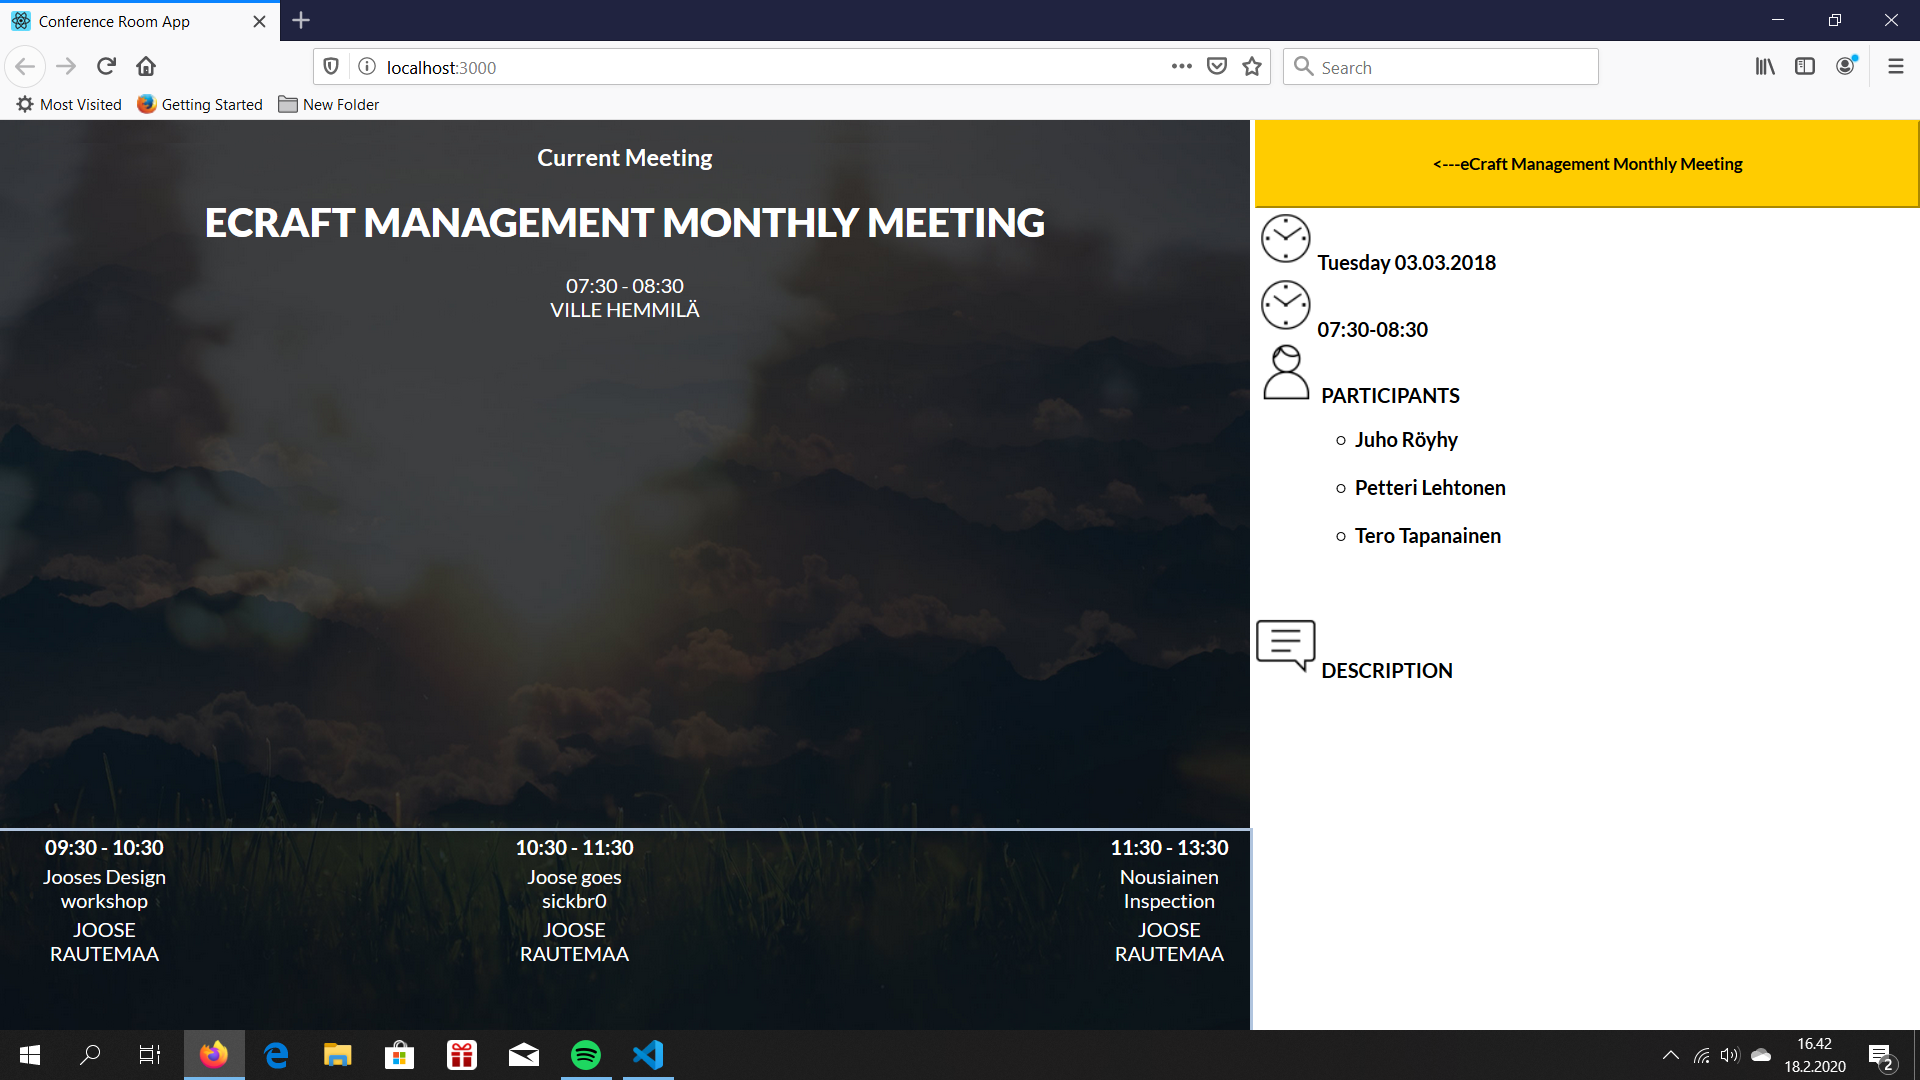 Conference Room App
localhost:3000
Search
Most Visited
Getting Started
New Folder
Current Meeting
ECRAFT MANAGEMENT MONTHLY MEETING
07:30 - 08:30
VILLE HEMMILÄ
<---eCraft Management Monthly Meeting
Tuesday 03.03.2018
07:30-08:30
PARTICIPANTS
Juho Röyhy
Petteri Lehtonen
Tero Tapanainen
DESCRIPTION
09:30 - 10:30
Jooses Design
workshop
JOOSE
RAUTEMAA
10:30 - 11:30
Joose goes
sickbr0
JOOSE
RAUTEMAA
11:30 - 13:30
Nousiainen
Inspection
JOOSE
RAUTEMAA
16.42
18.2.2020
2